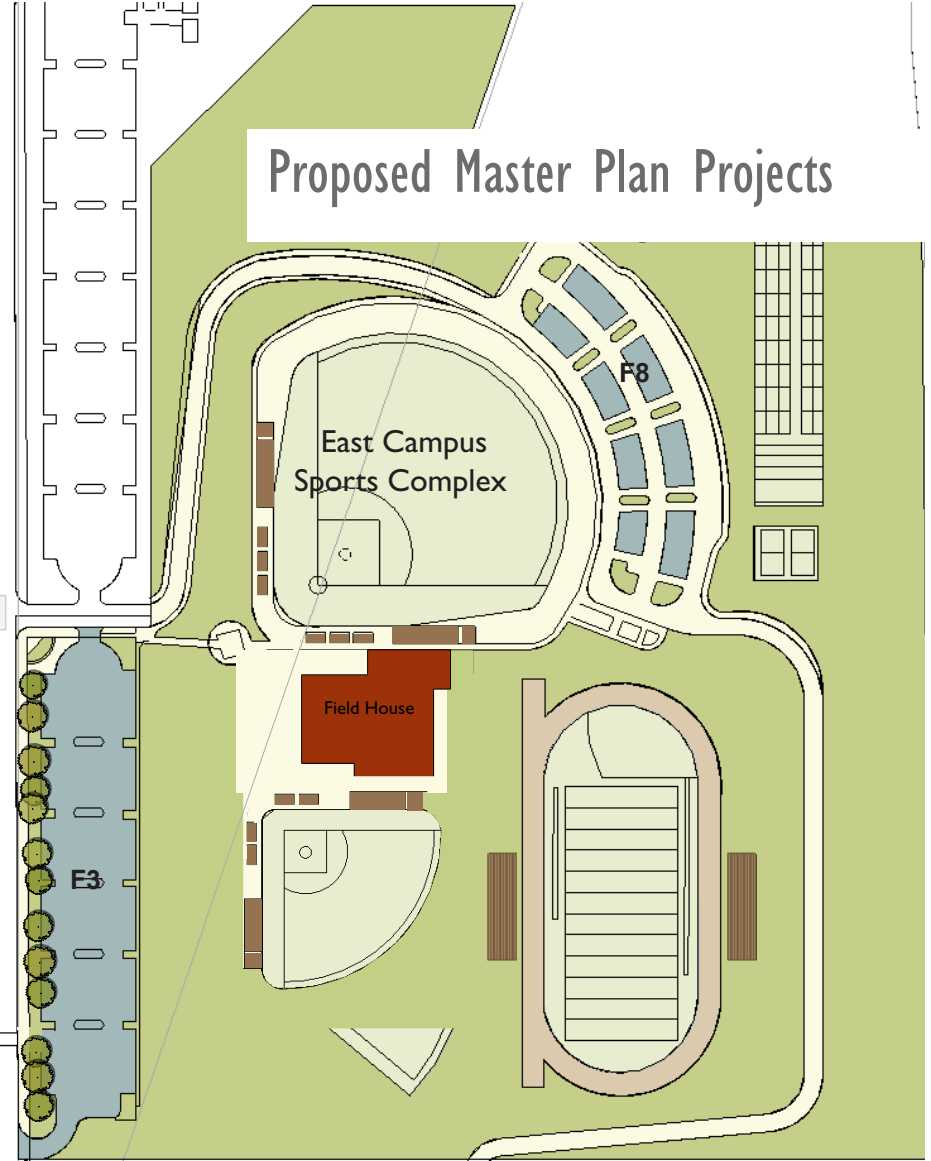 Proposed Master Plan Projects
F8
East Campus
Sports Complex
Field House
F3